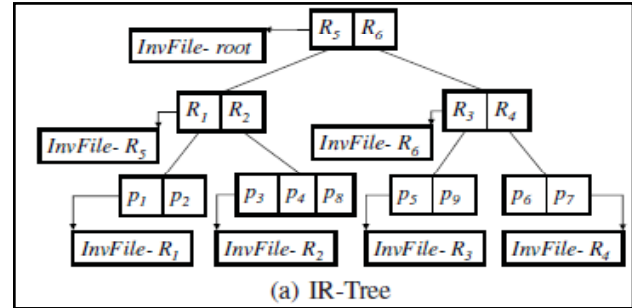 R5 R6
InvFile- root
R1 R2
R3 R4
InvFile- R5
InvFile- R6
p1 p2
p3 p4 p8
p5 p9
p6 p7
InvFile- R1
InvFile- R2
InvFile- R3
InvFile- R4
(a) IR-Tree